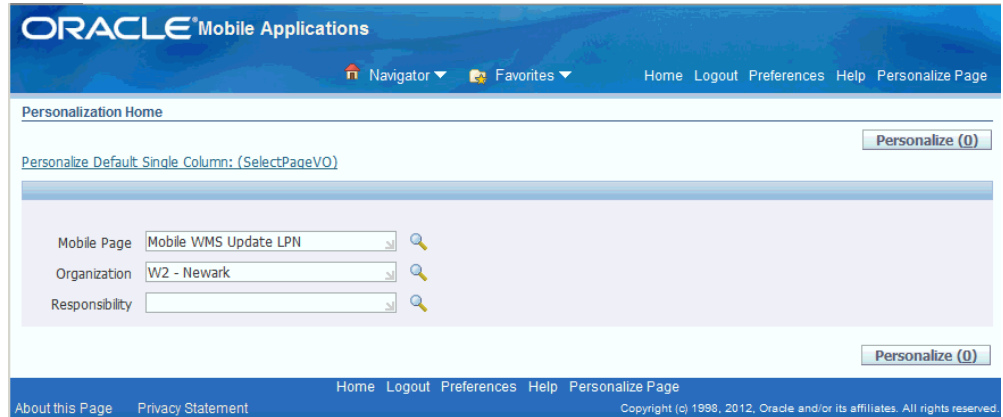 ORACLE® Mobile Applications
Navigator Favorites Home Logout Preferences Help Personalize Page
Personalization Home
Personalize (0)
Personalize Default Single Column: (SelectPageVO)
Mobile Page Mobile WMS Update LPN
Organization W2 - Newark
Responsibility
Personalize (0)
Home Logout Preferences Help Personalize Page
About this Page Privacy Statement Copyright (c) 1998, 2012, Oracle and/or its affiliates. All rights reserved.